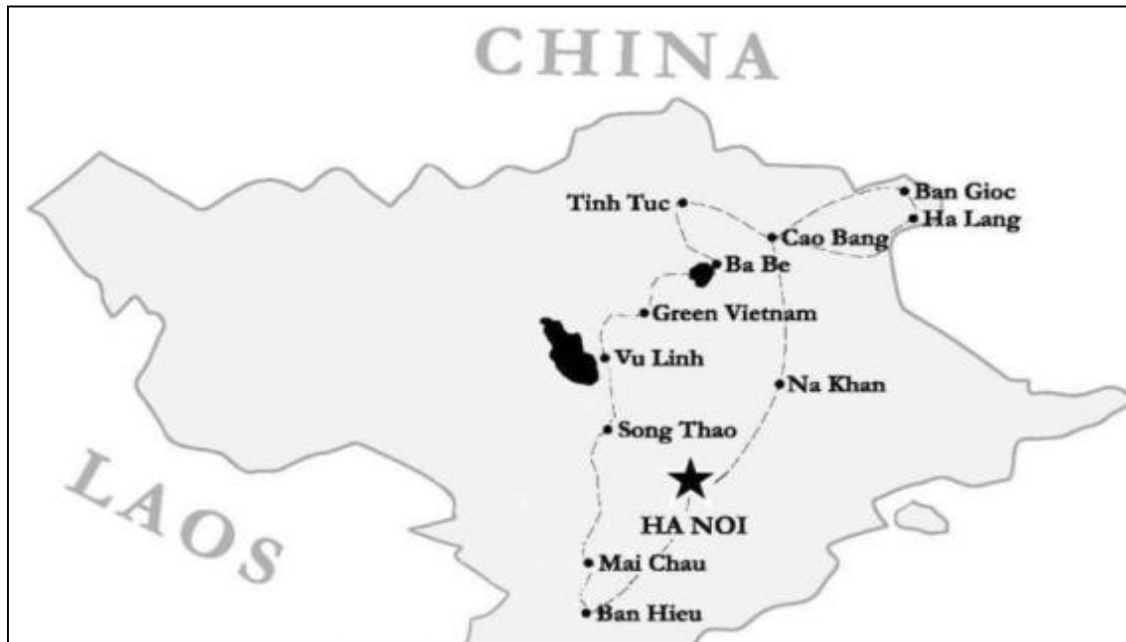 CHINA
Ban Gioc
Tinh Tuc
Ha Lang
Cao Bang
Ba Be
Green Vietnam
Vu Linh
Na Khan
Song Thao
LAOS
HA NOI
Mai Chau
Ban Hieu